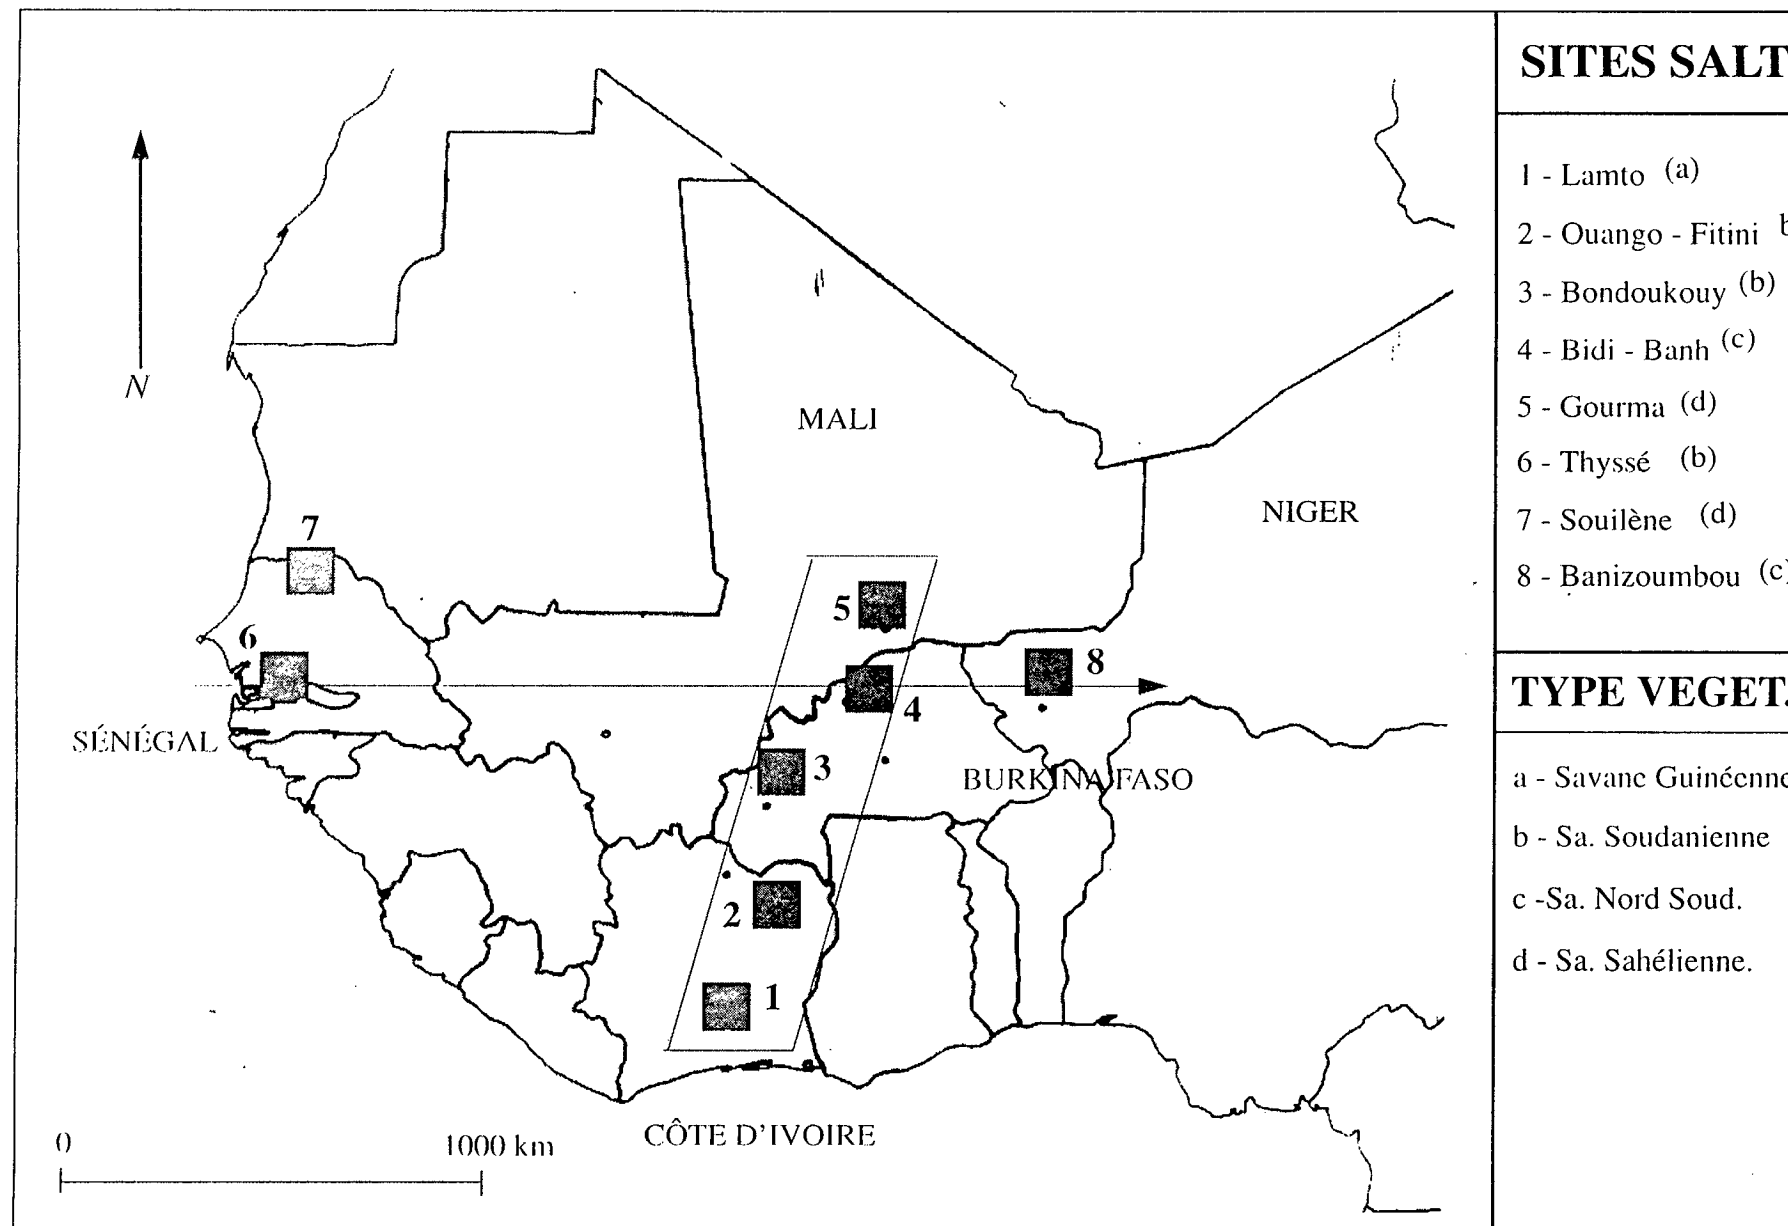 SITES SALT
1 - Lamto (a)
2 - Ouango - Fitini b
3 - Bondoukouy (b)
4 - Bidi - Banh (c)
5 - Gourma (d)
6 - Thyssé (b)
7 - Souilène (d)
8 - Banizoumbou (c)
TYPE VEGET.
a - Savane Guinéenne
b - Sa. Soudanienne
c -Sa. Nord Soud.
d - Sa. Sahélienne.
N
MALI
NIGER
7
5
6
8
4
SÉNÉGAL
3
BURKINA FASO
2
1
CÔTE D'IVOIRE
0
1000 km